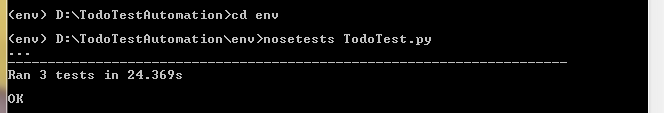 (env) D:\TodoTestAutomation>cd env
(env) D:\TodoTestAutomation\env>nosetests TodoTest.py
...
----------------------------------------------------------------------
Ran 3 tests in 24.369s
OK